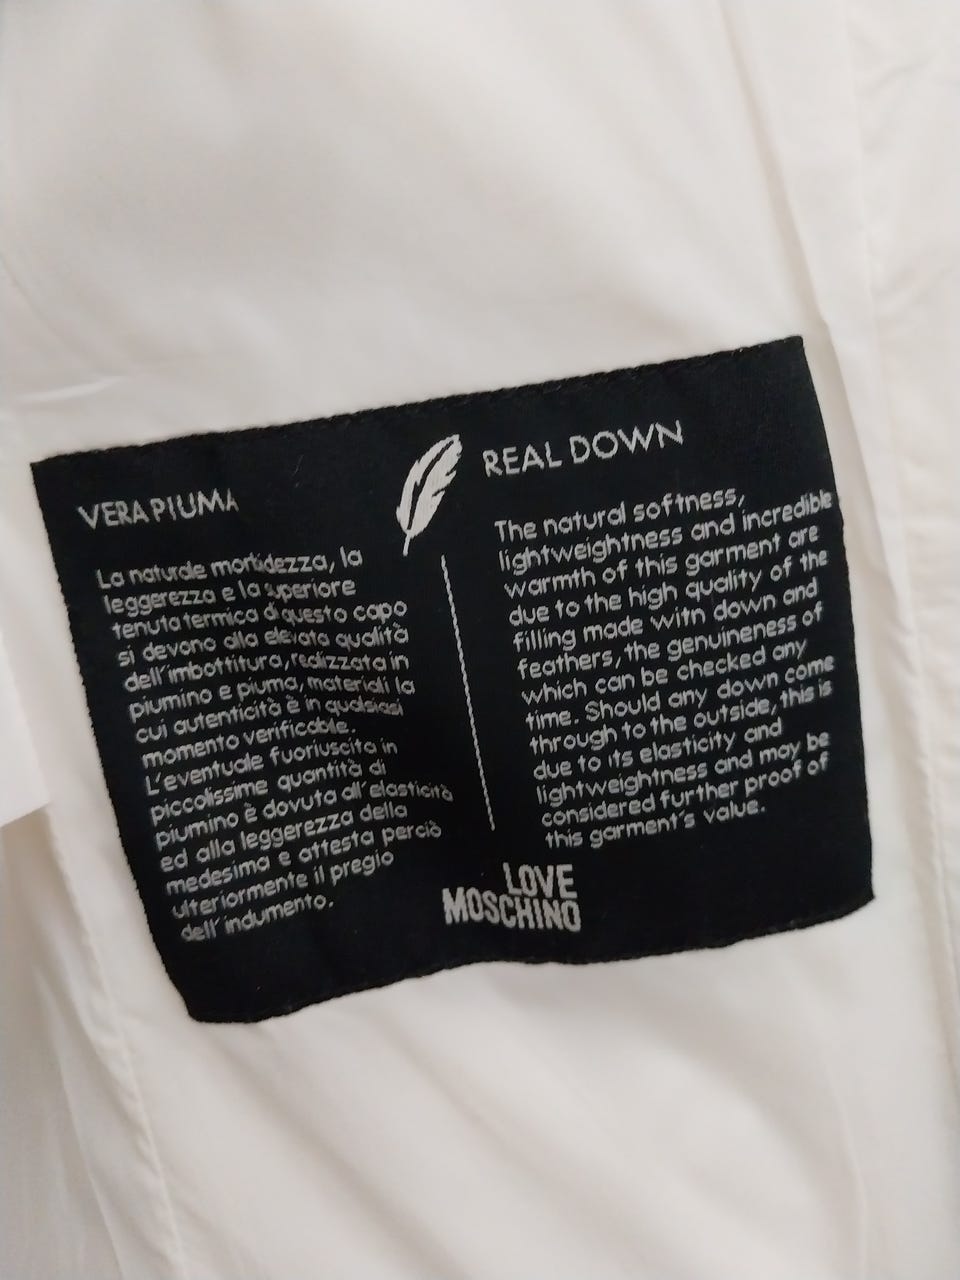 VERA PIUMA
La naturale morbidezza, la
leggerezza e la superiore
tenuta termica di questo capo
si devono alla elevata qualità
dell'imbottitura, realizzata in
piumino e piuma, materiali la
cui autenticità è in qualsiasi
momento verificabile.
L'eventuale fuoriuscita in
piccolissime quantità di
piumino è dovuta all'elasticità
ed alla leggerezza della
medesima e attesta perciò
ulteriormente il pregio
dell'indumento.
REAL DOWN
The natural softness,
lightweightness and incredible
warmth of this garment are
due to the high quality of the
filling made with down and
feathers, the genuineness of
which can be checked any
time. Should any down come
through to the outside, this is
due to its elasticity and
lightweightness and may be
considered further proof of
this garment's value.
LOVE
MOSCHINO